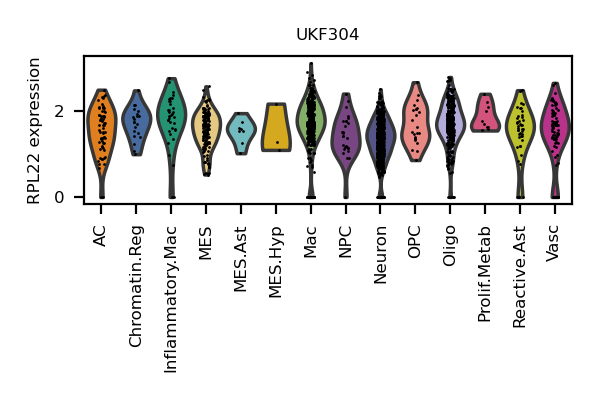 UKF304
RPL22 expression
2
0
AC
Chromatin.Reg
Inflammatory.Mac
MES
MES.Ast
MES.Hyp
Mac
NPC
Neuron
OPC
Oligo
Prolif.Metab
Reactive.Ast
Vasc